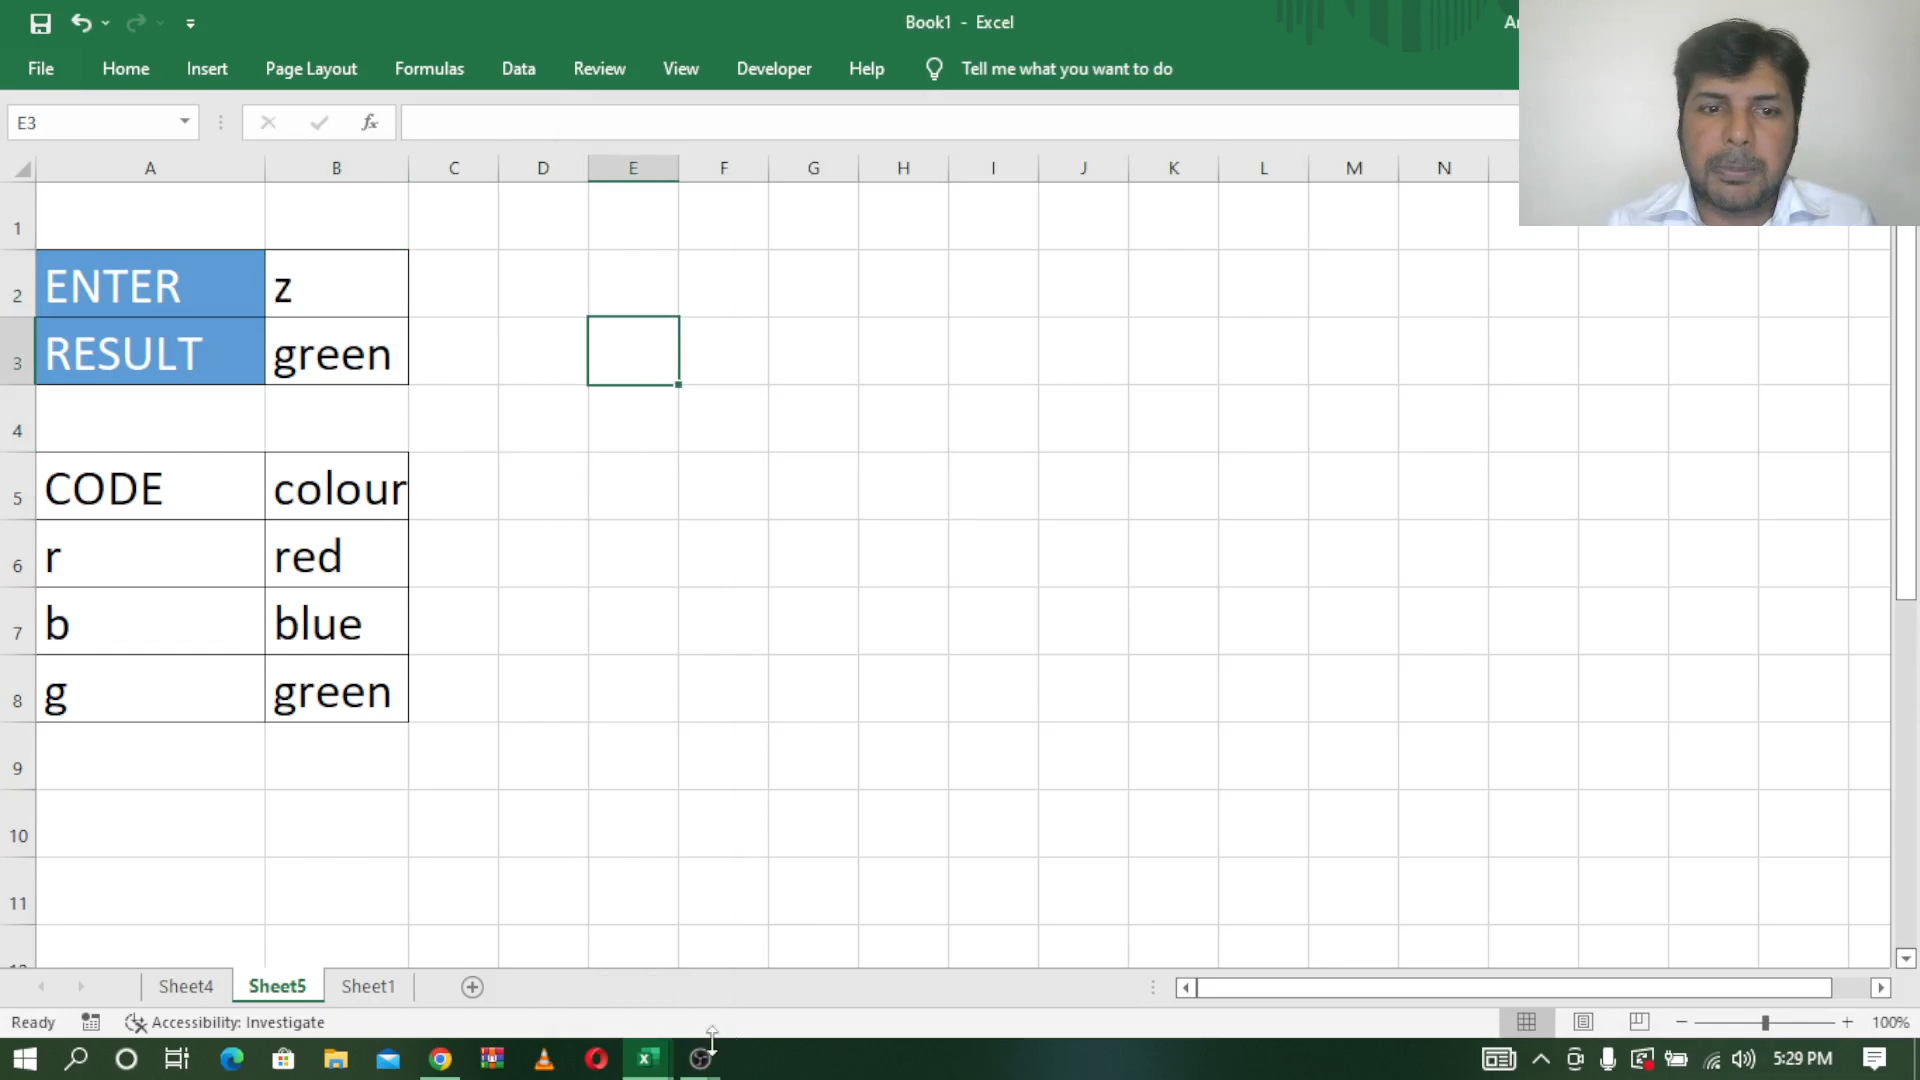 Book1 - Excel
File Home Insert Page Layout Formulas Data Review View Developer Help Tell me what you want to do
E3 fx
A B C D E F G H I J K L M N
1
2 ENTER z
3 RESULT green
4
5 CODE colour
6 r red
7 b blue
8 g green
9
10
11
Sheet4 Sheet5 Sheet1
Ready Accessibility: Investigate 100%
5:29 PM